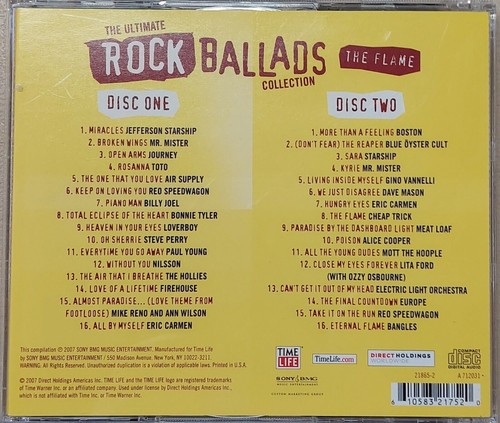 THE ULTIMATE
ROCK BALLADS
COLLECTION
THE FLAME
DISC ONE
1. MIRACLES JEFFERSON STARSHIP
2. BROKEN WINGS MR. MISTER
3. OPEN ARMS JOURNEY
4. ROSANNA TOTO
5. THE ONE THAT YOU LOVE AIR SUPPLY
6. KEEP ON LOVING YOU REO SPEEDWAGON
7. PIANO MAN BILLY JOEL
8. TOTAL ECLIPSE OF THE HEART BONNIE TYLER
9. HEAVEN IN YOUR EYES LOVERBOY
10. OH SHERRIE STEVE PERRY
11. EVERYTIME YOU GO AWAY PAUL YOUNG
12. WITHOUT YOU NILSSON
13. THE AIR THAT I BREATHE THE HOLLIES
14. LOVE OF A LIFETIME FIREHOUSE
15. ALMOST PARADISE... (LOVE THEME FROM
FOOTLOOSE) MIKE RENO AND ANN WILSON
16. ALL BY MYSELF ERIC CARMEN
DISC TWO
1. MORE THAN A FEELING BOSTON
2. (DON'T FEAR) THE REAPER BLUE ÖYSTER CULT
3. SARA STARSHIP
4. KYRIE MR. MISTER
5. LIVING INSIDE MYSELF GINO VANNELLI
6. WE JUST DISAGREE DAVE MASON
7. HUNGRY EYES ERIC CARMEN
8. THE FLAME CHEAP TRICK
9. PARADISE BY THE DASHBOARD LIGHT MEAT LOAF
10. POISON ALICE COOPER
11. ALL THE YOUNG DUDES MOTT THE HOOPLE
12. CLOSE MY EYES FOREVER LITA FORD
(WITH OZZY OSBOURNE)
13. CAN'T GET IT OUT OF MY HEAD ELECTRIC LIGHT ORCHESTRA
14. THE FINAL COUNTDOWN EUROPE
15. TAKE IT ON THE RUN REO SPEEDWAGON
16. ETERNAL FLAME BANGLES
This compilation ℗ 2007 SONY BMG MUSIC ENTERTAINMENT. Manufactured for Time Life
by SONY BMG MUSIC ENTERTAINMENT / 550 Madison Avenue, New York, NY 10022-3211.
WARNING: All Rights Reserved. Unauthorized duplication is a violation of applicable laws. Printed in U.S.A.
© 2007 Direct Holdings Americas Inc. TIME LIFE and the TIME LIFE logo are registered trademarks
of Time Warner Inc. or an affiliated company. Used under license by Direct Holdings Americas Inc.,
which is not affiliated with Time Inc. or Time Warner Inc.
TIME
LIFE
TimeLife.com
DIRECT HOLDINGS
WORLDWIDE
COMPACT
disc
DIGITAL AUDIO
SONY BMG
MUSIC ENTERTAINMENT
CUSTOM MARKETING GROUP
21865-2
A 712031
6 10583 21752 0